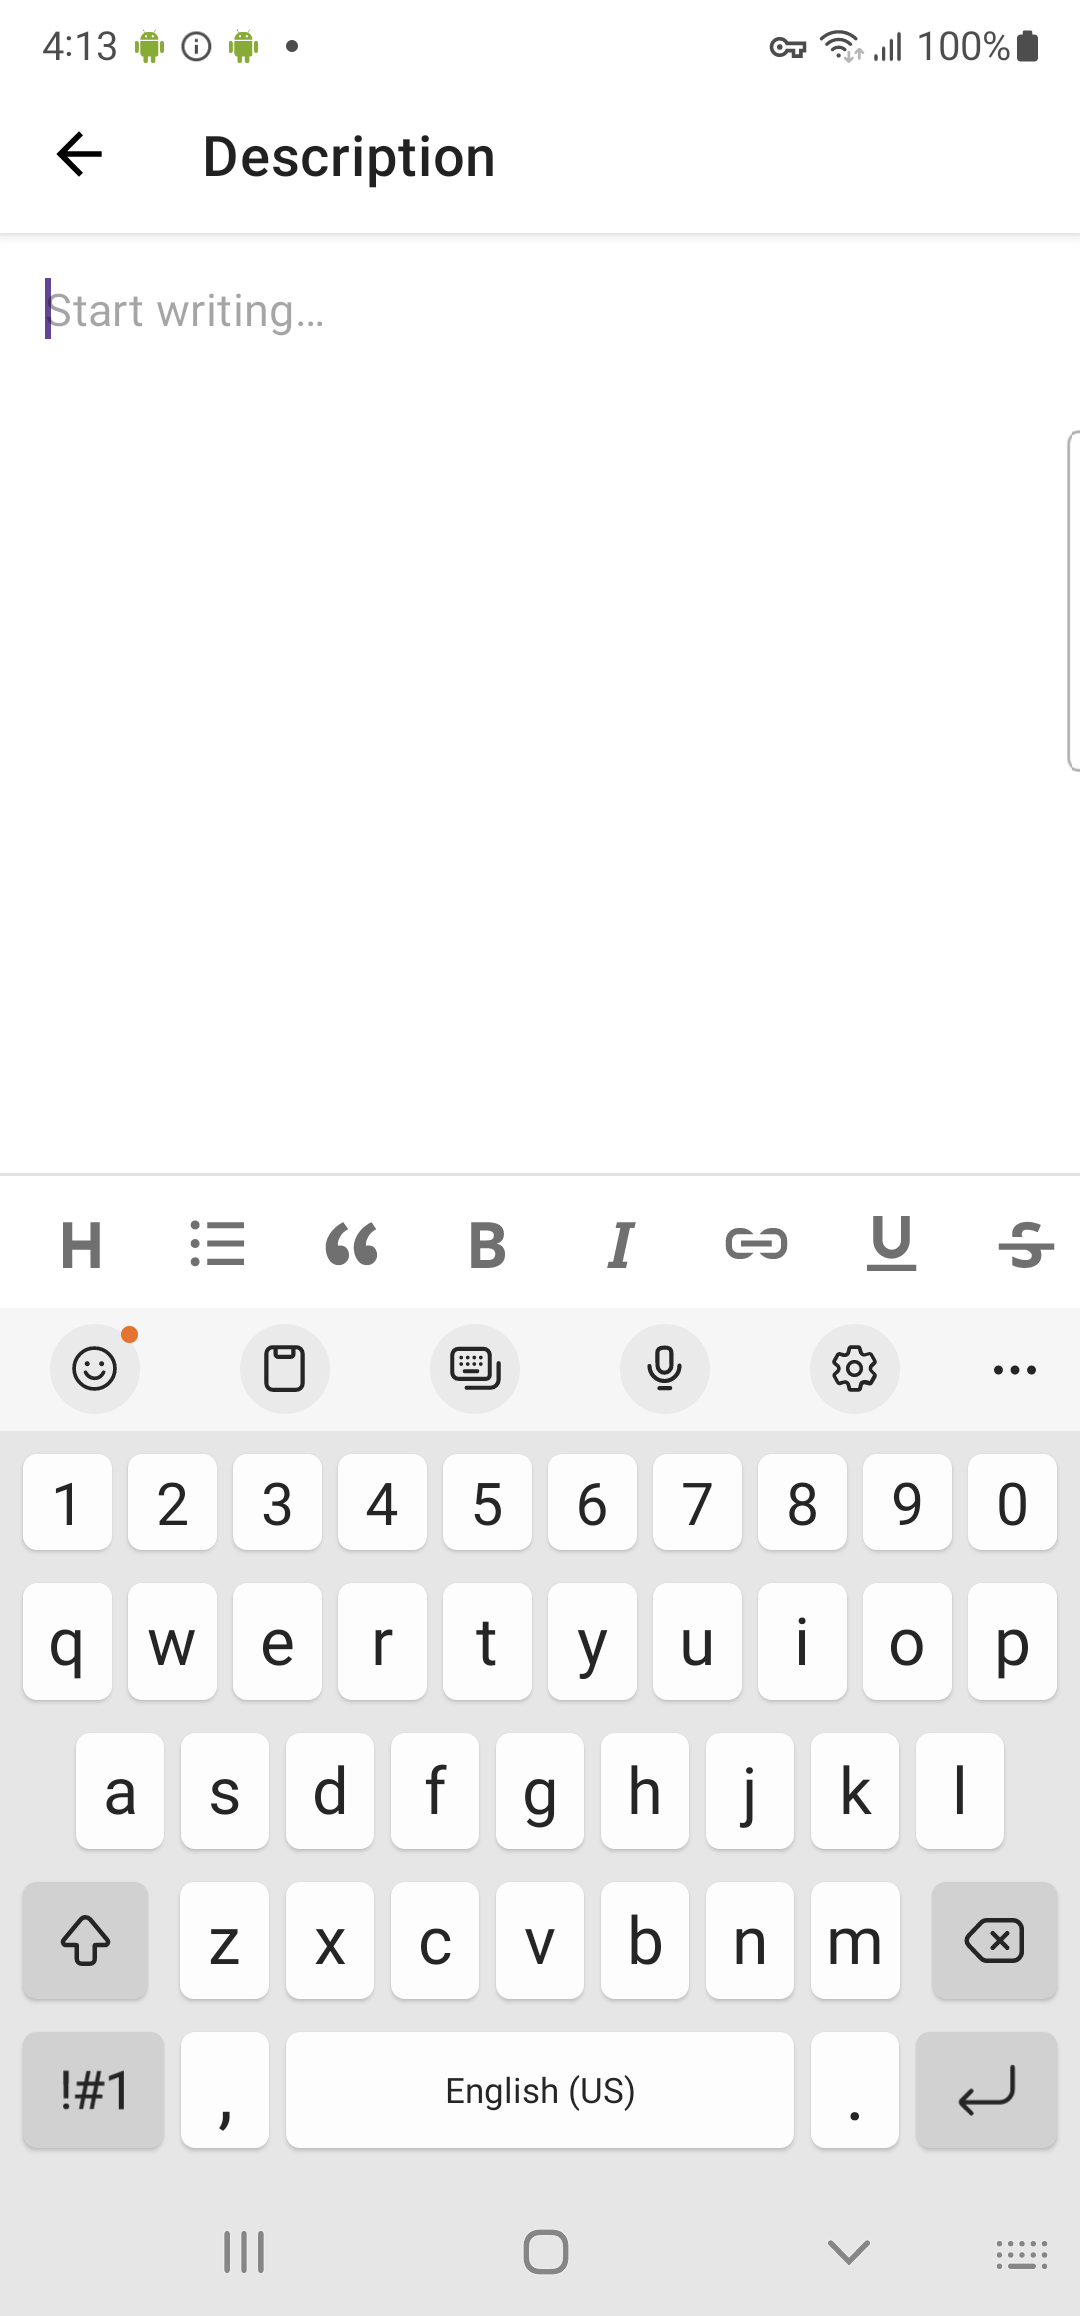 4:13 100%
Description
Start writing…
H B I U S
1 2 3 4 5 6 7 8 9 0
q w e r t y u i o p
a s d f g h j k l
z x c v b n m
!#1 , English (US) .